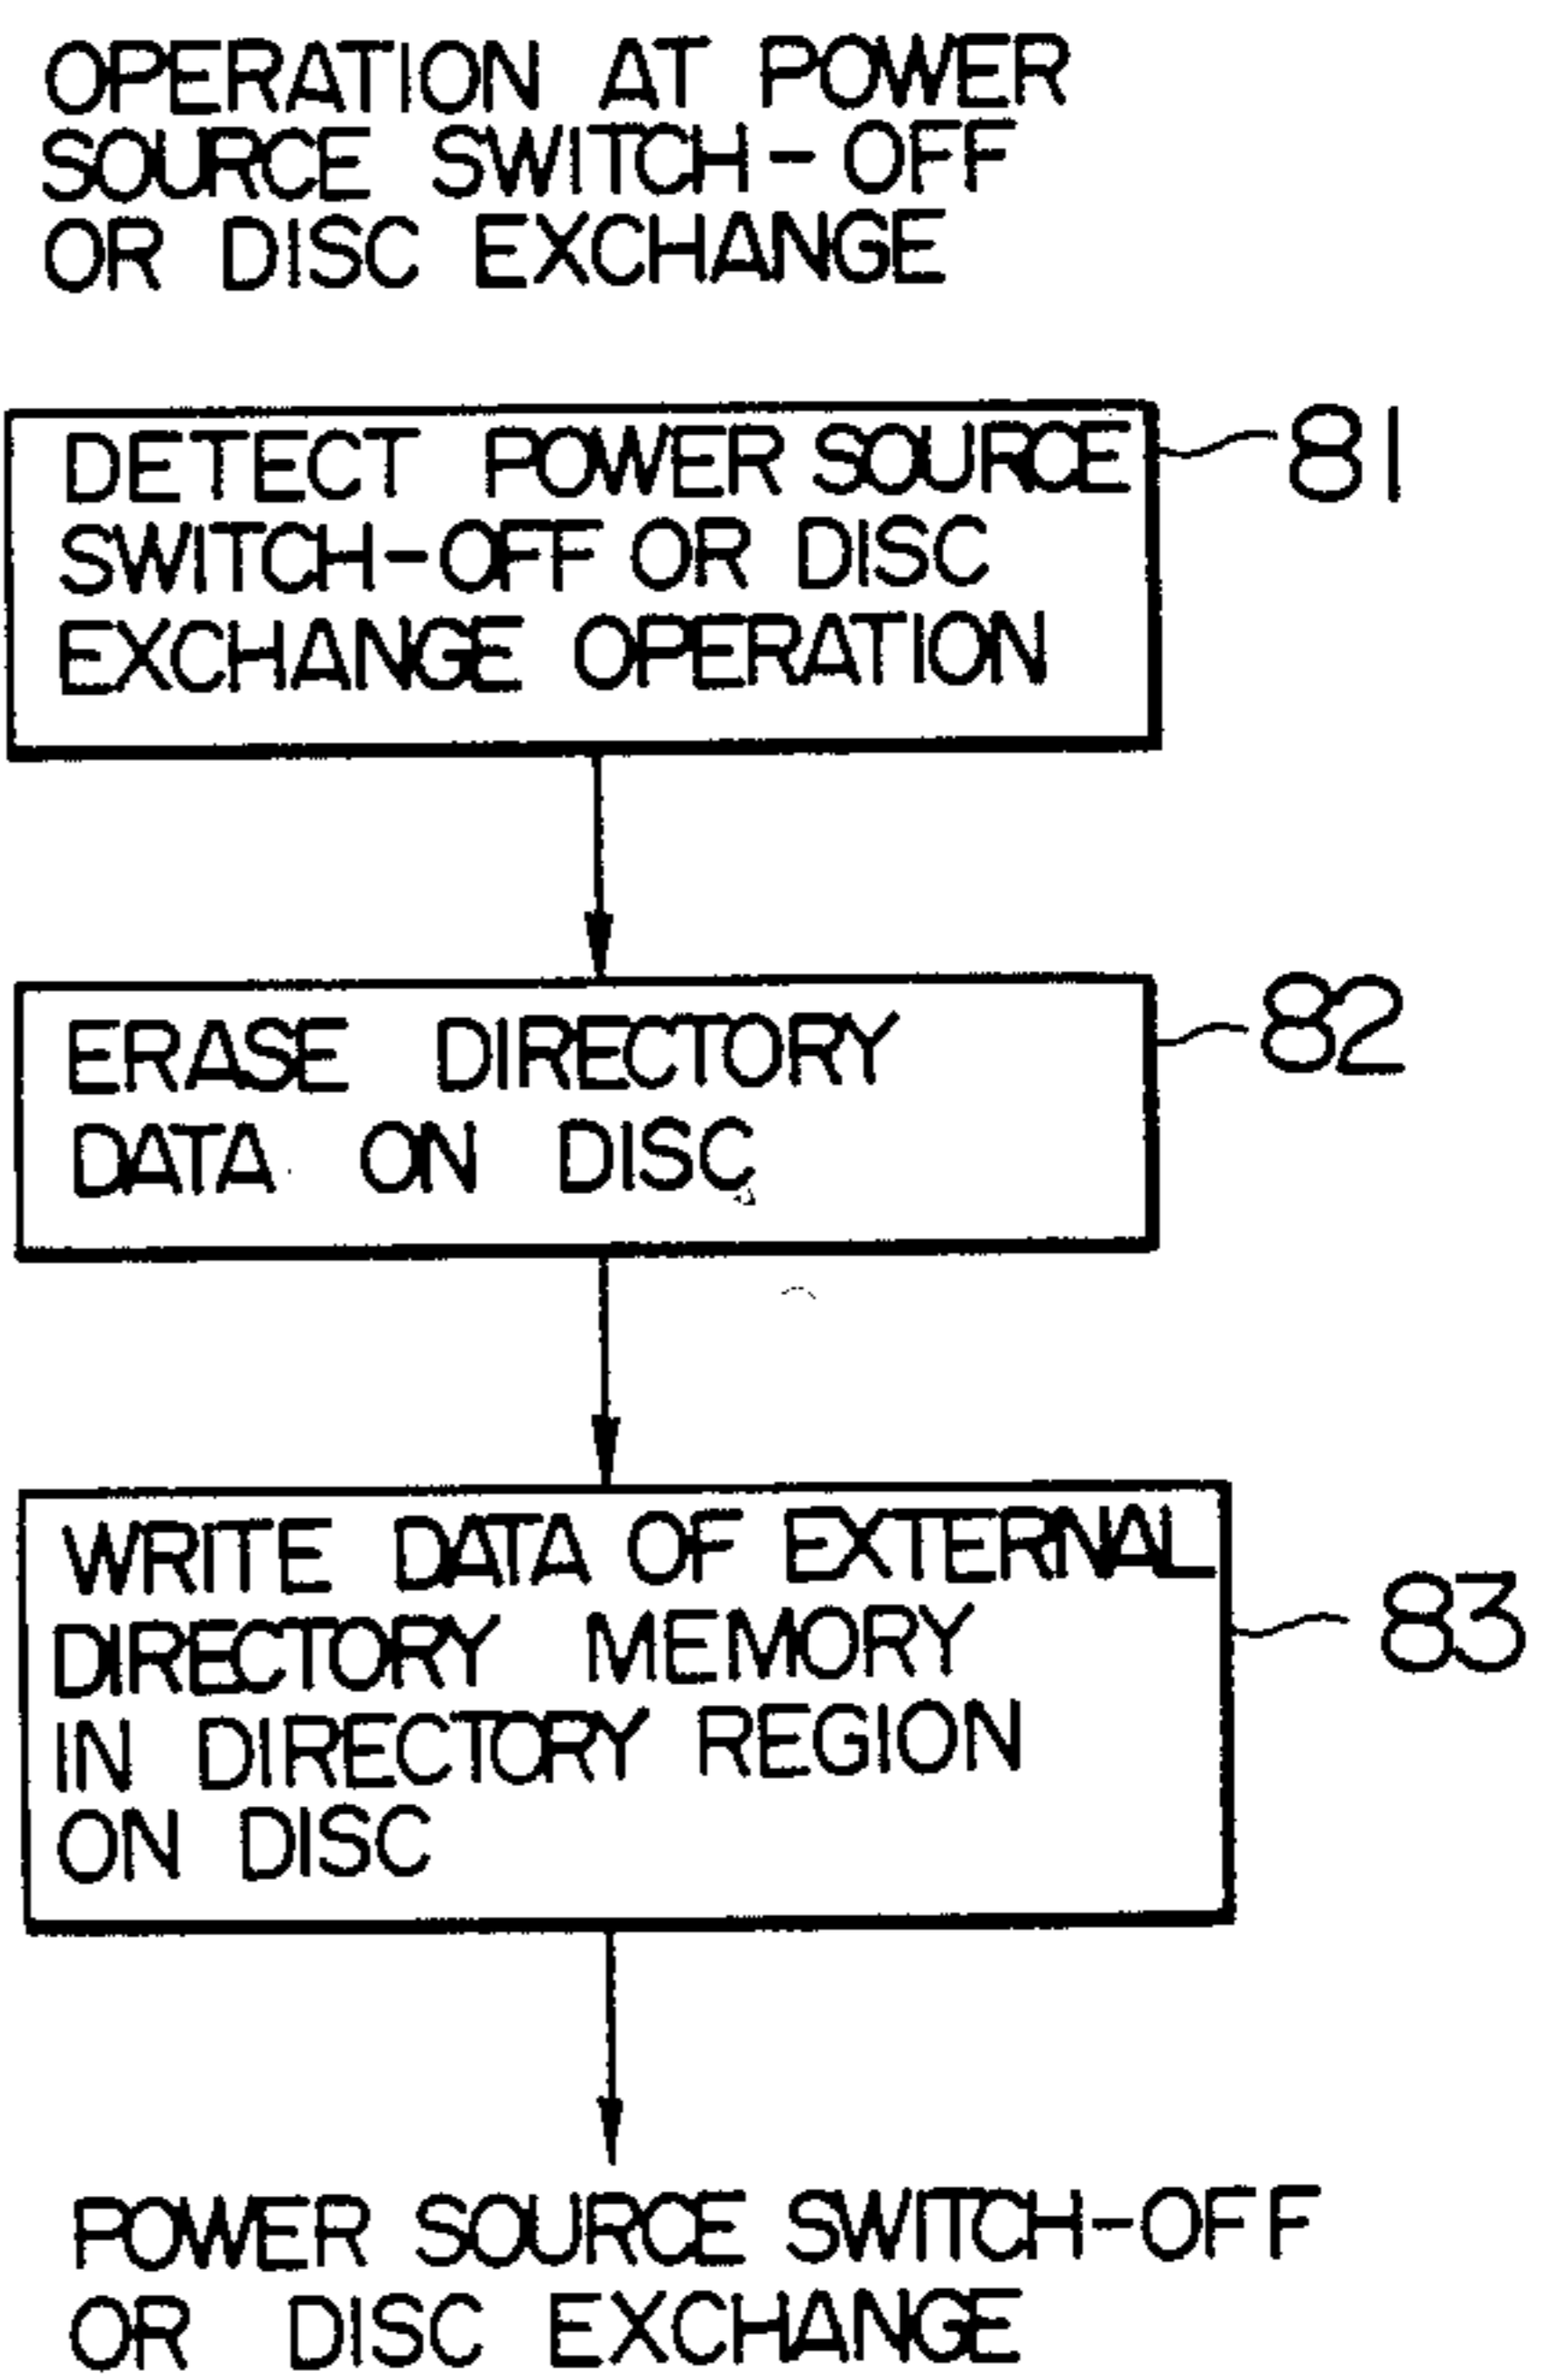 OPERATION AT POWER
SOURCE SWITCH-OFF
OR DISC EXCHANGE
DETECT POWER SOURCE
SWITCH-OFF OR DISC
EXCHANGE OPERATION
81
ERASE DIRECTORY
DATA ON DISC
82
WRITE DATA OF EXTERNAL
DIRECTORY MEMORY
IN DIRECTORY REGION
ON DISC
83
POWER SOURCE SWITCH-OFF
OR DISC EXCHANGE